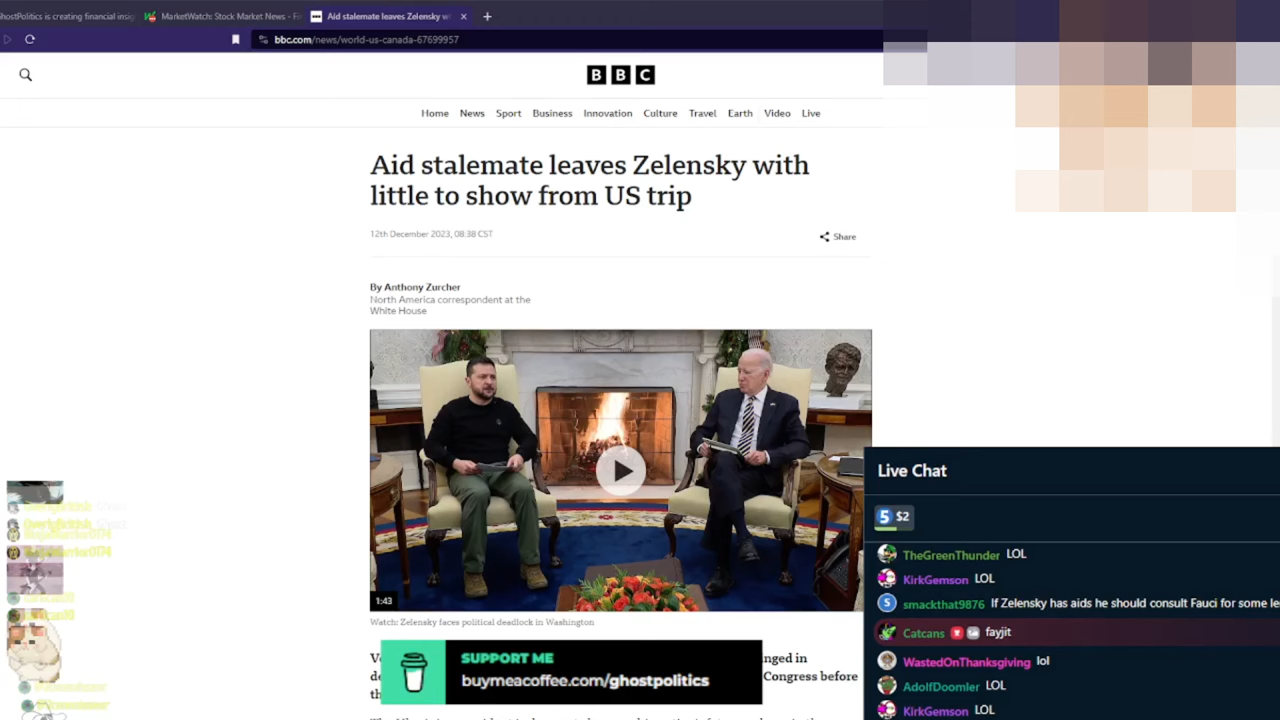 GhostPolitics is creating financial insig
MarketWatch: Stock Market News - Fi
Aid stalemate leaves Zelensky w
bbc.com/news/world-us-canada-67699957
BBC
Home News Sport Business Innovation Culture Travel Earth Video Live
Aid stalemate leaves Zelensky with
little to show from US trip
12th December 2023, 08:38 CST
Share
By Anthony Zurcher
North America correspondent at the
White House
1:43
Watch: Zelensky faces political deadlock in Washington
nged in
Congress before
SUPPORT ME
buymeacoffee.com/ghostpolitics
Live Chat
5 $2
TheGreenThunder LOL
KirkGemson LOL
S smackthat9876 If Zelensky has aids he should consult Fauci for some le
Catcans fayjit
WastedOnThanksgiving lol
AdolfDoomler LOL
KirkGemson LOL